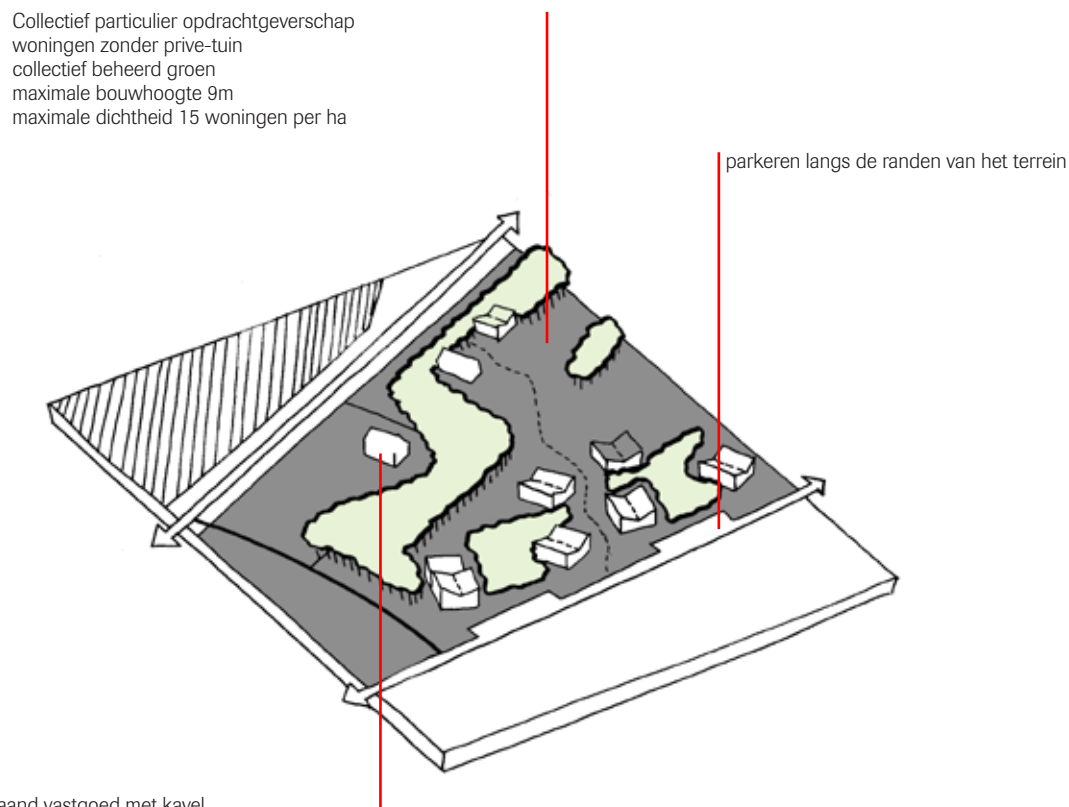 Collectief particulier opdrachtgeverschap
woningen zonder prive-tuin
collectief beheerd groen
maximale bouwhoogte 9m
maximale dichtheid 15 woningen per ha
parkeren langs de randen van het terrein
vastgoed met kavel